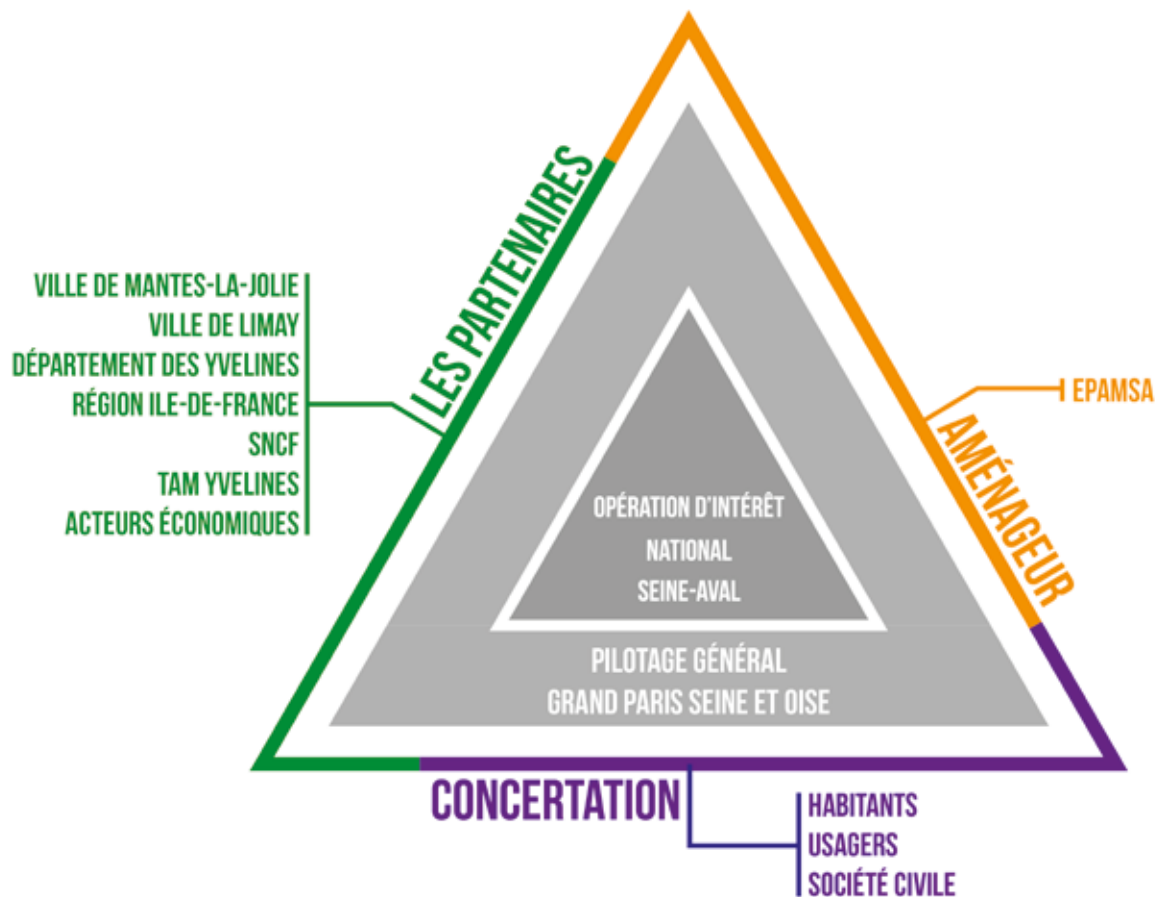 LES PARTENAIRES
VILLE DE MANTES-LA-JOLIE
VILLE DE LIMAY
DÉPARTEMENT DES YVELINES
RÉGION ILE-DE-FRANCE
SNCF
TAM YVELINES
ACTEURS ÉCONOMIQUES
AMÉNAGEUR
EPAMSA
OPÉRATION D'INTÉRÊT
NATIONAL
SEINE-AVAL
PILOTAGE GÉNÉRAL
GRAND PARIS SEINE ET OISE
CONCERTATION
HABITANTS
USAGERS
SOCIÉTÉ CIVILE